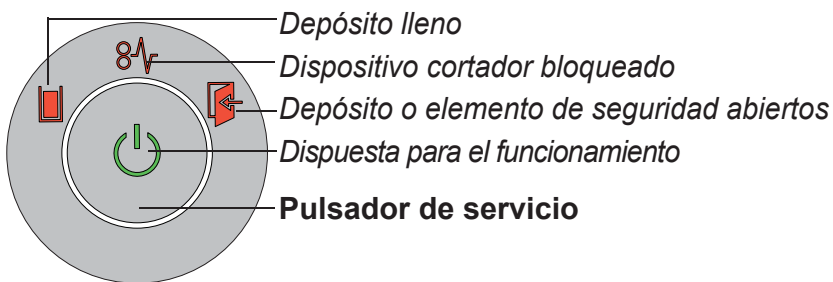 Depósito lleno
Dispositivo cortador bloqueado
Depósito o elemento de seguridad abiertos
Dispuesta para el funcionamiento
Pulsador de servicio